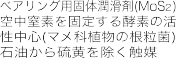 ベアリング用固体潤滑剤(MoS₂)
空中窒素を固定する酵素の活
性中心(マメ科植物の根粒菌)
石油から硫黄を除く触媒